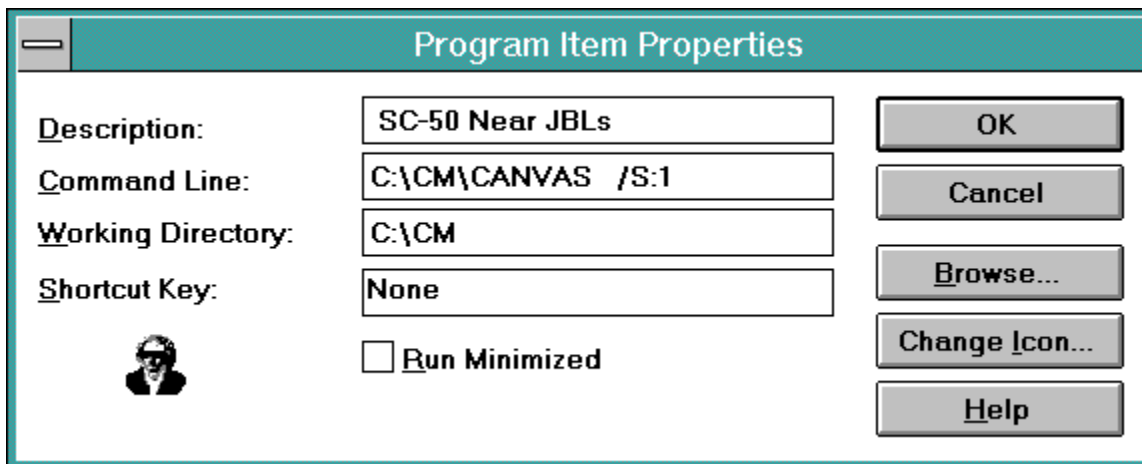 Program Item Properties
Description: SC-50 Near JBLs OK
Command Line: C:\CM\CANVAS /S:1 Cancel
Working Directory: C:\CM
Browse...
Shortcut Key: None
Change Icon...
Run Minimized
Help